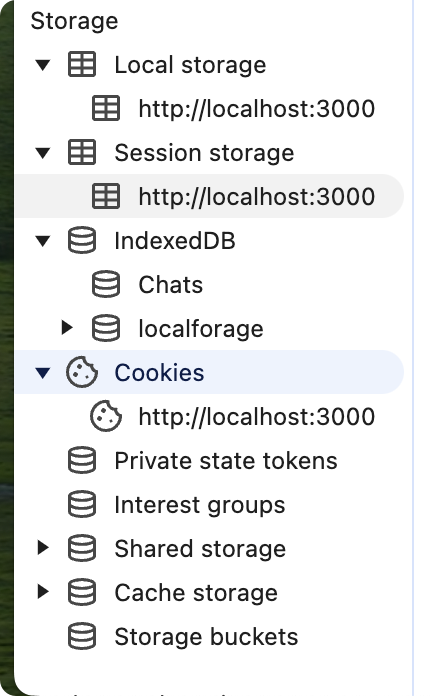 Storage
Local storage
http://localhost:3000
Session storage
http://localhost:3000
IndexedDB
Chats
localforage
Cookies
http://localhost:3000
Private state tokens
Interest groups
Shared storage
Cache storage
Storage buckets